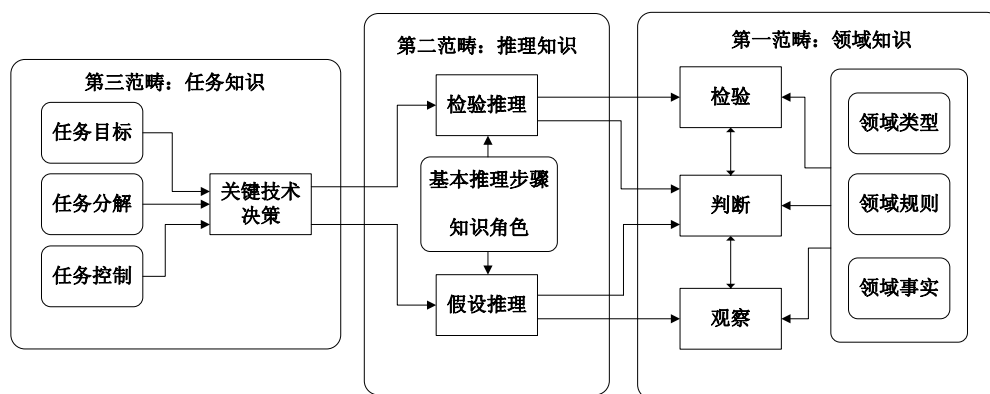 第三范畴：任务知识
任务目标
任务分解
任务控制
关键技术
决策
第二范畴：推理知识
检验推理
基本推理步骤
知识角色
假设推理
第一范畴：领域知识
检验
判断
观察
领域类型
领域规则
领域事实